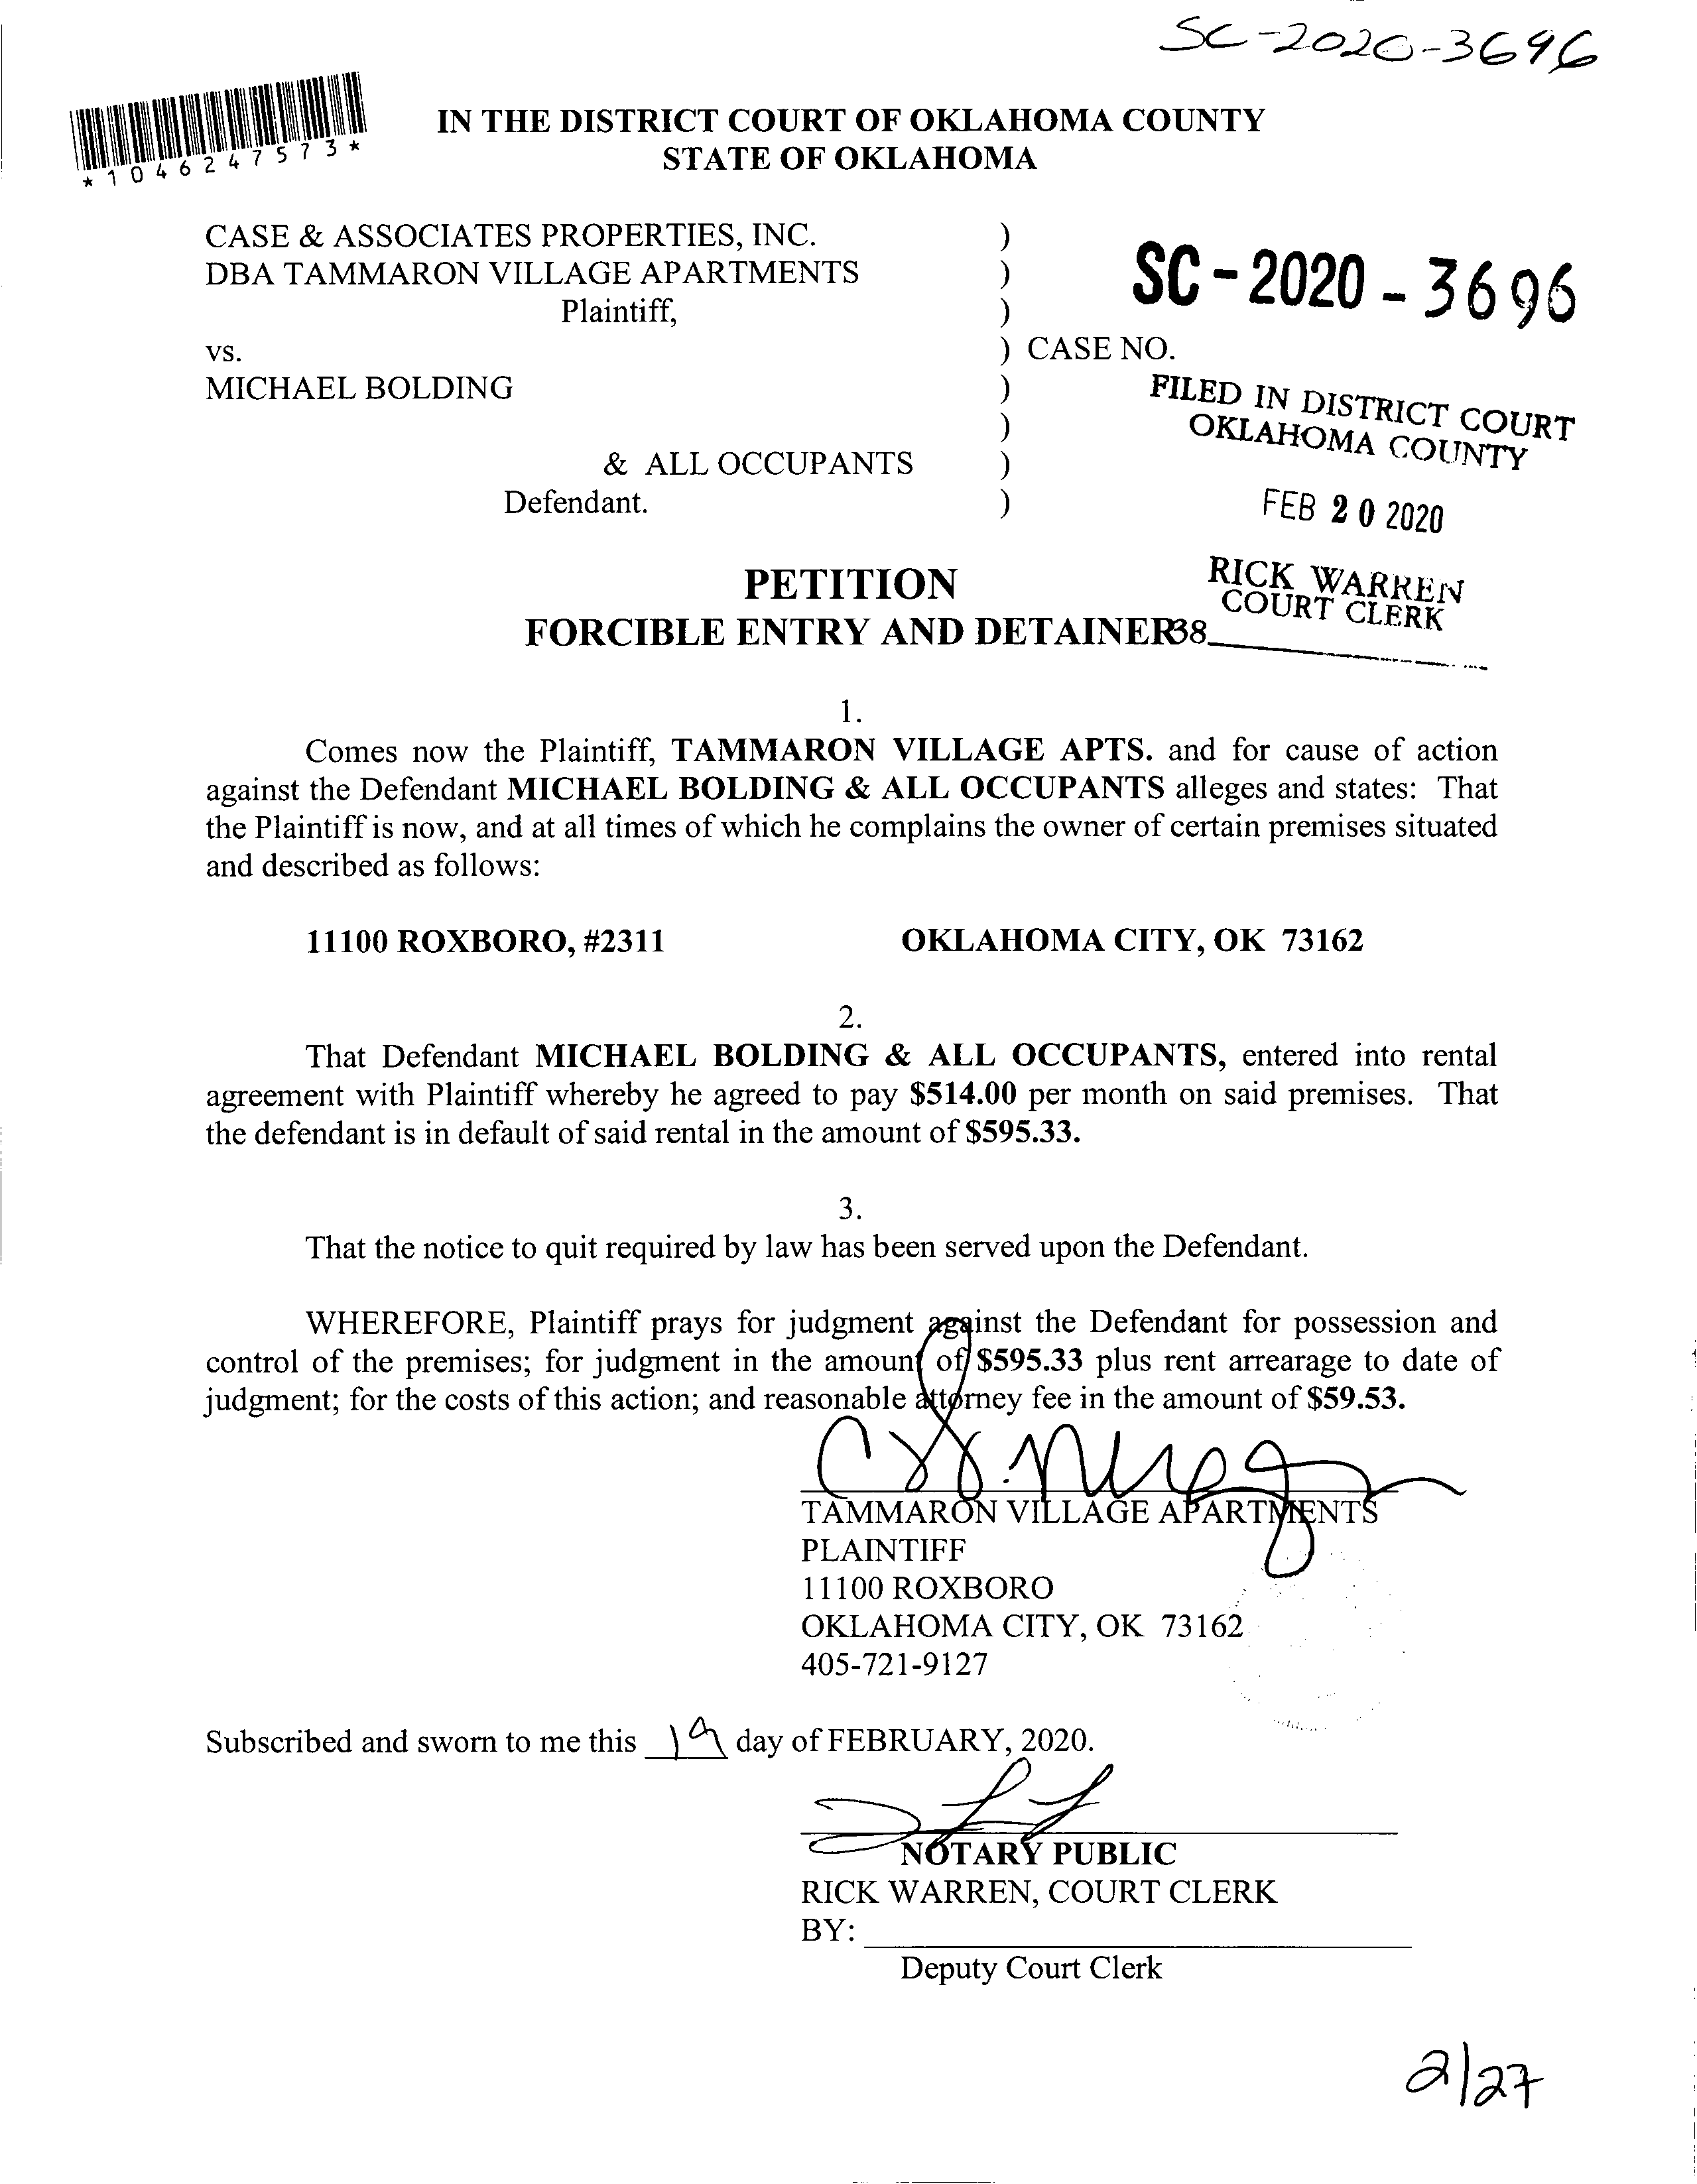 SC-2020-3696
*1046247573*
IN THE DISTRICT COURT OF OKLAHOMA COUNTY
STATE OF OKLAHOMA
CASE & ASSOCIATES PROPERTIES, INC. )
DBA TAMMARON VILLAGE APARTMENTS )
Plaintiff, )
SC-2020-3696
vs. ) CASE NO.
MICHAEL BOLDING )
)
& ALL OCCUPANTS )
Defendant. )
FILED IN DISTRICT COURT
OKLAHOMA COUNTY
FEB 20 2020
RICK WARREN
COURT CLERK
38
PETITION
FORCIBLE ENTRY AND DETAINER
1.
Comes now the Plaintiff, TAMMARON VILLAGE APTS. and for cause of action
against the Defendant MICHAEL BOLDING & ALL OCCUPANTS alleges and states: That
the Plaintiff is now, and at all times of which he complains the owner of certain premises situated
and described as follows:
11100 ROXBORO, #2311 OKLAHOMA CITY, OK 73162
2.
That Defendant MICHAEL BOLDING & ALL OCCUPANTS, entered into rental
agreement with Plaintiff whereby he agreed to pay $514.00 per month on said premises. That
the defendant is in default of said rental in the amount of $595.33.
3.
That the notice to quit required by law has been served upon the Defendant.
WHEREFORE, Plaintiff prays for judgment against the Defendant for possession and
control of the premises; for judgment in the amount of $595.33 plus rent arrearage to date of
judgment; for the costs of this action; and reasonable attorney fee in the amount of $59.53.
TAMMARON VILLAGE APARTMENTS
PLAINTIFF
11100 ROXBORO
OKLAHOMA CITY, OK 73162
405-721-9127
Subscribed and sworn to me this 19 day of FEBRUARY, 2020.
NOTARY PUBLIC
RICK WARREN, COURT CLERK
BY:
Deputy Court Clerk
2/27